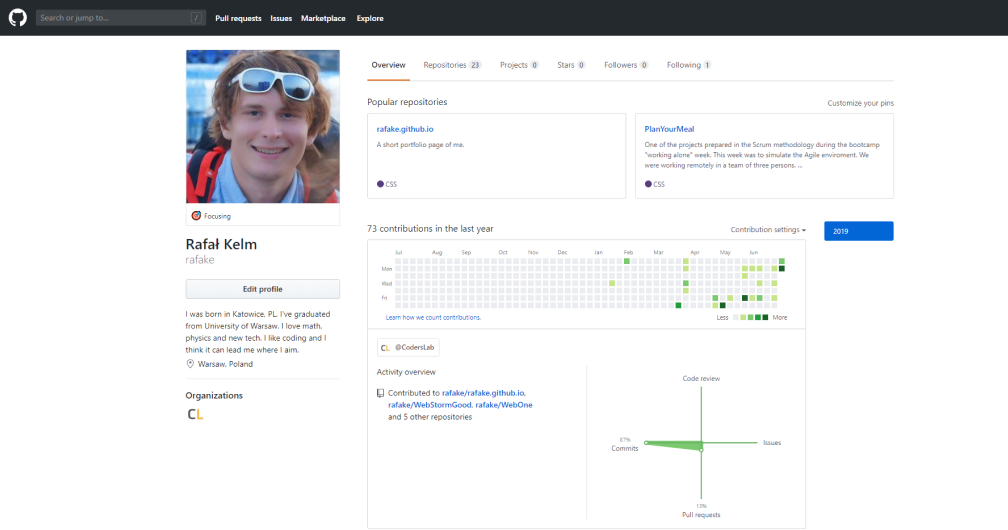 Search or jump to... /
Pull requests Issues Marketplace Explore
Overview Repositories 23 Projects 0 Stars 0 Followers 0 Following 1
Popular repositories
Customize your pins
rafake.github.io
A short portfolio page of me.
CSS
PlanYourMeal
One of the projects prepared in the Scrum methodology during the bootcamp
"working alone" week. This was to simulate the Agile enviroment. We
were working remotely in a team of three persons. ...
CSS
Focusing
Rafał Kelm
rafake
Edit profile
I was born in Katowice, PL. I've graduated
from University of Warsaw. I love math,
physics and new tech. I like coding and I
think it can lead me where I aim.
Warsaw, Poland
Organizations
CL
73 contributions in the last year
Contribution settings
2019
Jul Aug Sep Oct Nov Dec Jan Feb Mar Apr May Jun
Mon
Wed
Fri
Learn how we count contributions.
Less More
CL @CodersLab
Activity overview
Contributed to rafake/rafake.github.io,
rafake/WebStormGood, rafake/WebOne
and 5 other repositories
Code review
87%
Commits
Issues
13%
Pull requests